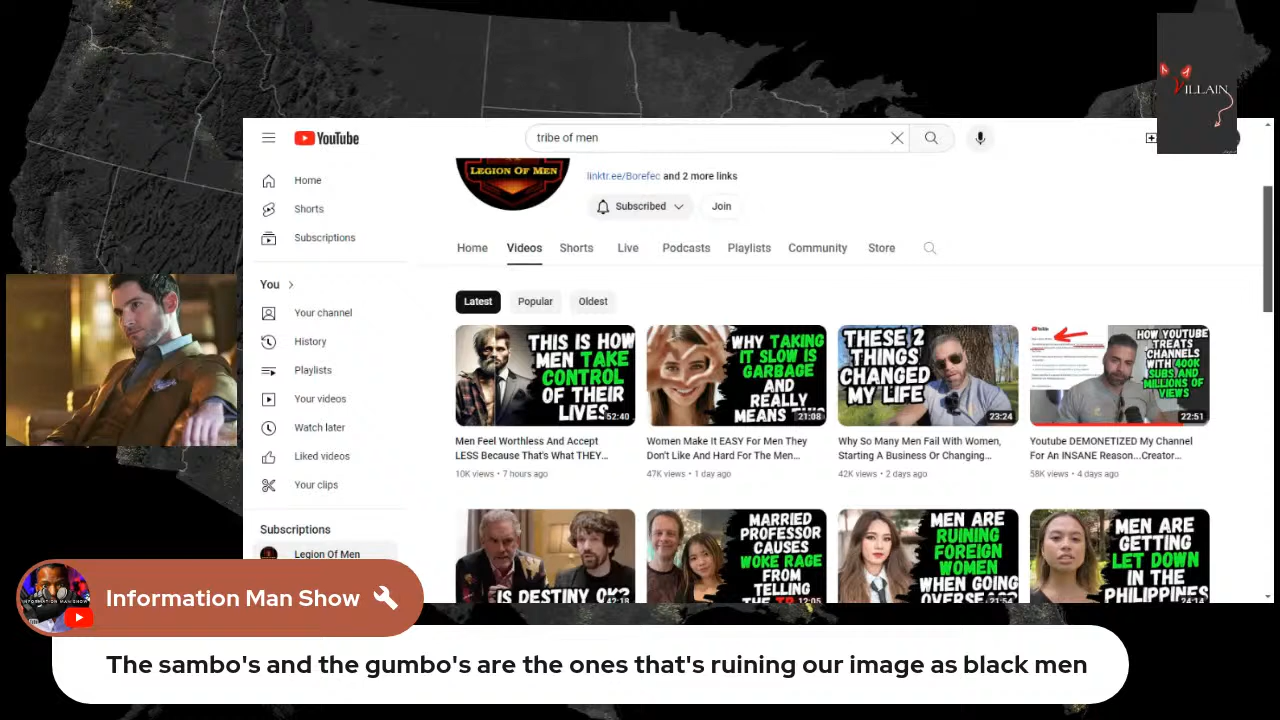 VILLAIN
YouTube
tribe of men
LEGION OF MEN
linktr.ee/Borefec and 2 more links
Subscribed
Join
Home
Shorts
Subscriptions
Home Videos Shorts Live Podcasts Playlists Community Store
You
Your channel
History
Playlists
Your videos
Watch later
Liked videos
Your clips
Subscriptions
Legion Of Men
Latest Popular Oldest
THIS IS HOW
MEN TAKE
CONTROL
OF THEIR
LIVES
52:40
Men Feel Worthless And Accept
LESS Because That's What THEY...
10K views • 7 hours ago
WHY TAKING
IT SLOW IS
GARBAGE
AND
REALLY
MEANS
21:08
Women Make It EASY For Men They
Don't Like And Hard For The Men...
47K views • 1 day ago
THESE 2
THINGS
CHANGED
MY LIFE
23:24
Why So Many Men Fail With Women,
Starting A Business Or Changing...
42K views • 2 days ago
HOW YOUTUBE
TREATS
CHANNELS
WITH 400K
SUBS AND
MILLIONS OF
VIEWS
22:51
Youtube DEMONETIZED My Channel
For An INSANE Reason...Creator...
58K views • 4 days ago
IS DESTINY OK?
42:18
MARRIED
PROFESSOR
CAUSES
WOKE RAGE
FROM
TELLING
THE
12:05
MEN ARE
RUINING
FOREIGN
WOMEN
WHEN GOING
OVERSEAS
21:54
MEN ARE
GETTING
LET DOWN
IN THE
PHILIPPINES
24:14
Information Man Show
The sambo's and the gumbo's are the ones that's ruining our image as black men